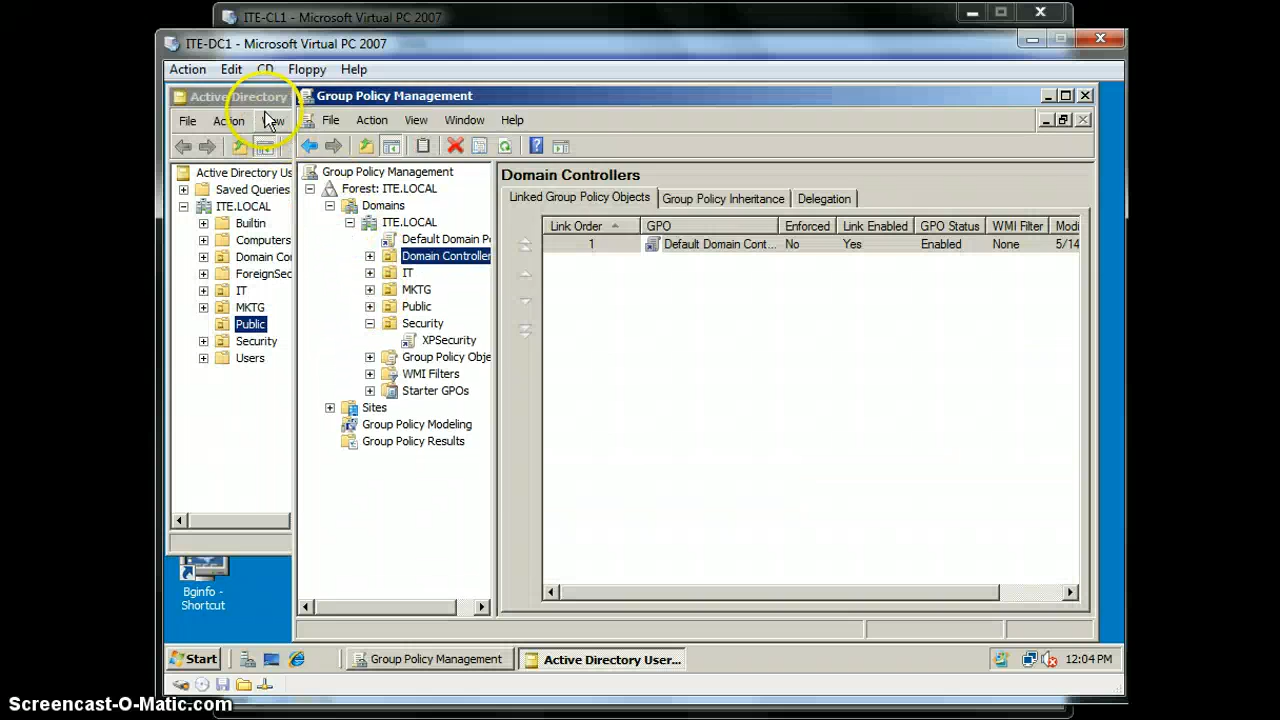 ITE-CL1 - Microsoft Virtual PC 2007
ITE-DC1 - Microsoft Virtual PC 2007
Action Edit CD Floppy Help
Active Directory
File Action View
Active Directory Us
Saved Queries
ITE.LOCAL
Builtin
Computers
Domain Co
ForeignSec
IT
MKTG
Public
Security
Users
Group Policy Management
File Action View Window Help
Group Policy Management
Forest: ITE.LOCAL
Domains
ITE.LOCAL
Default Domain P
Domain Controller
IT
MKTG
Public
Security
XPSecurity
Group Policy Obje
WMI Filters
Starter GPOs
Sites
Group Policy Modeling
Group Policy Results
Domain Controllers
Linked Group Policy Objects Group Policy Inheritance Delegation
Link Order GPO Enforced Link Enabled GPO Status WMI Filter Modi
1 Default Domain Cont... No Yes Enabled None 5/14
Bginfo -
Shortcut
Start Group Policy Management Active Directory User... 12:04 PM
Screencast-O-Matic.com